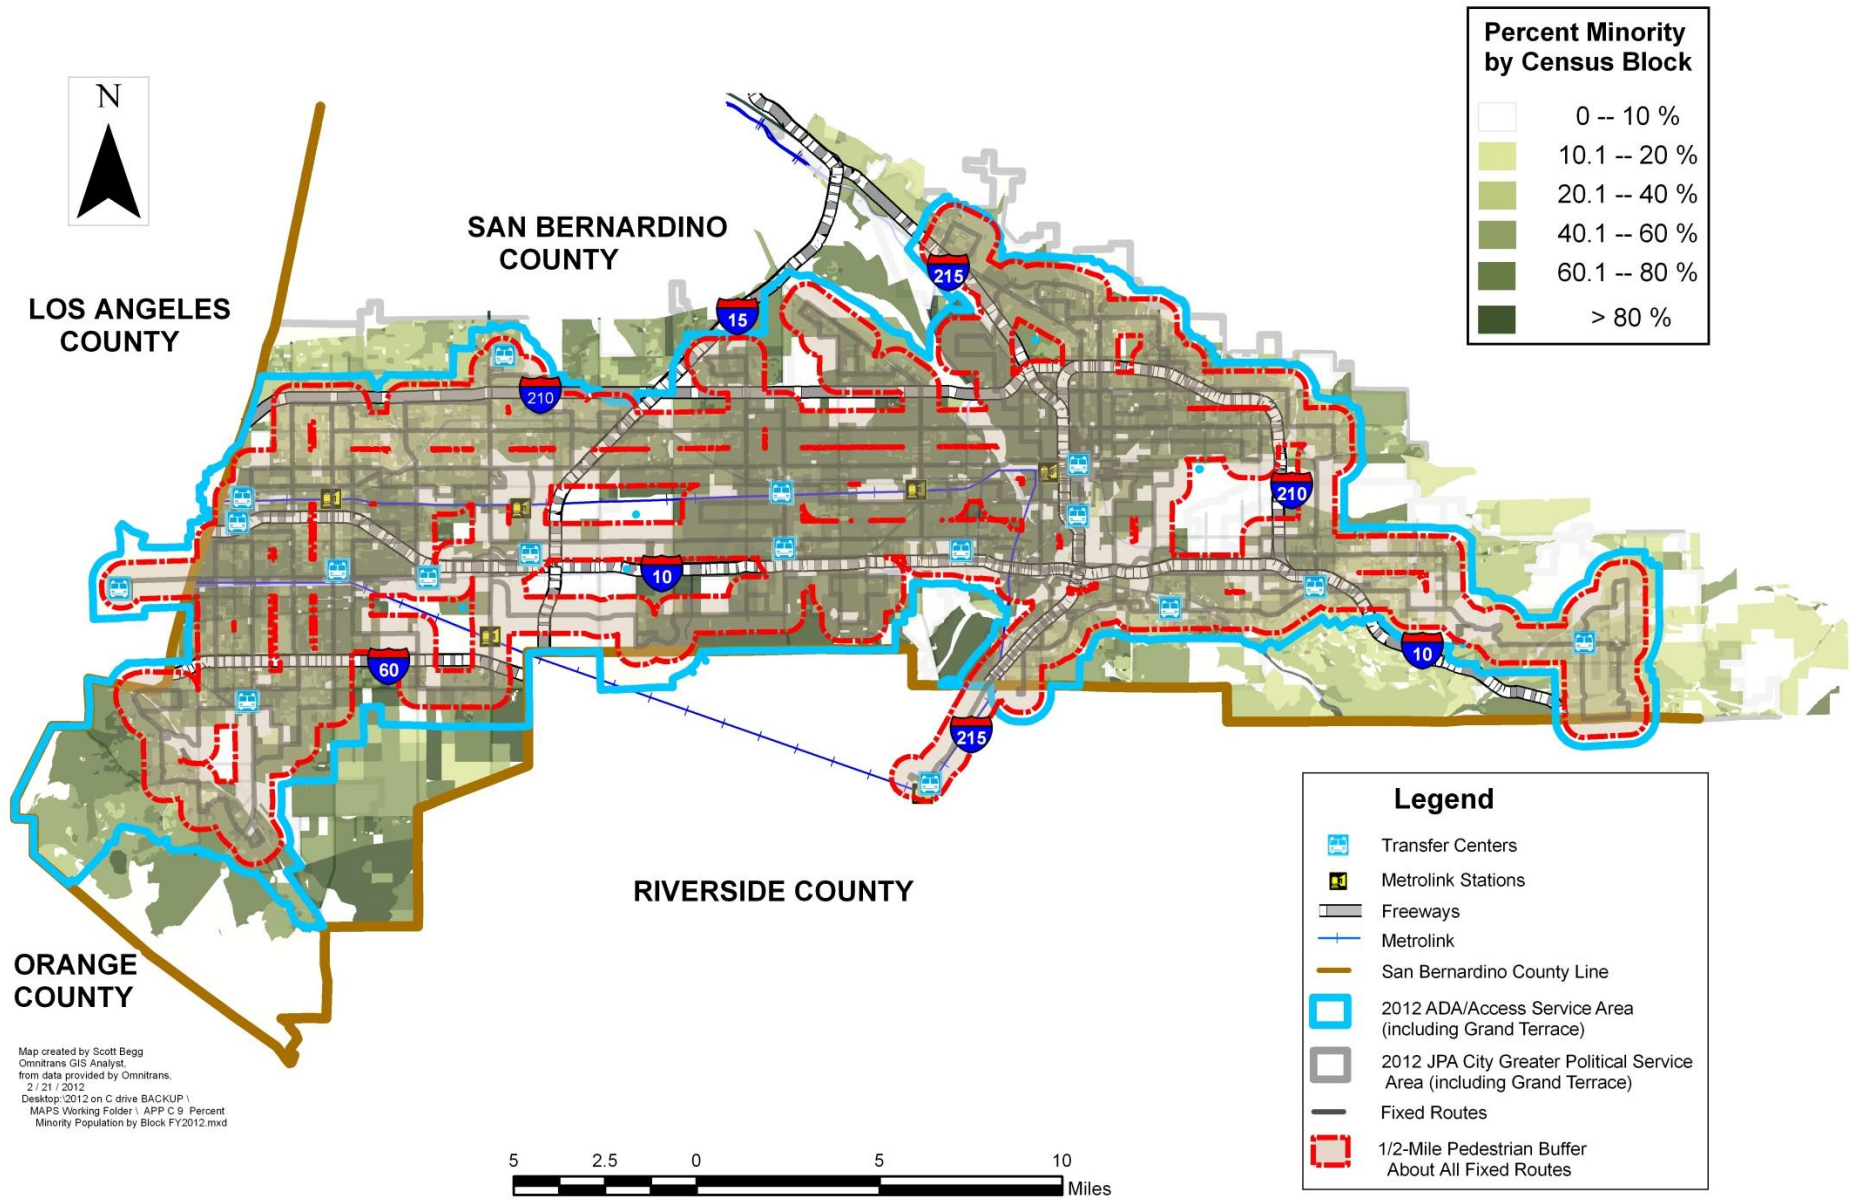 Percent Minority
by Census Block
0 -- 10 %
10.1 -- 20 %
20.1 -- 40 %
40.1 -- 60 %
60.1 -- 80 %
> 80 %
N
SAN BERNARDINO
COUNTY
LOS ANGELES
COUNTY
215
15
210
210
10
60
10
215
RIVERSIDE COUNTY
ORANGE
COUNTY
Legend
Transfer Centers
Metrolink Stations
Freeways
Metrolink
San Bernardino County Line
2012 ADA/Access Service Area
(including Grand Terrace)
2012 JPA City Greater Political Service
Area (including Grand Terrace)
Fixed Routes
1/2-Mile Pedestrian Buffer
About All Fixed Routes
Map created by Scott Begg
Omnitrans GIS Analyst,
from data provided by Omnitrans,
2 / 21 / 2012
Desktop:\2012 on C drive BACKUP \
MAPS Working Folder \ APP C 9 Percent
Minority Population by Block FY2012.mxd
5 2.5 0 5 10
Miles